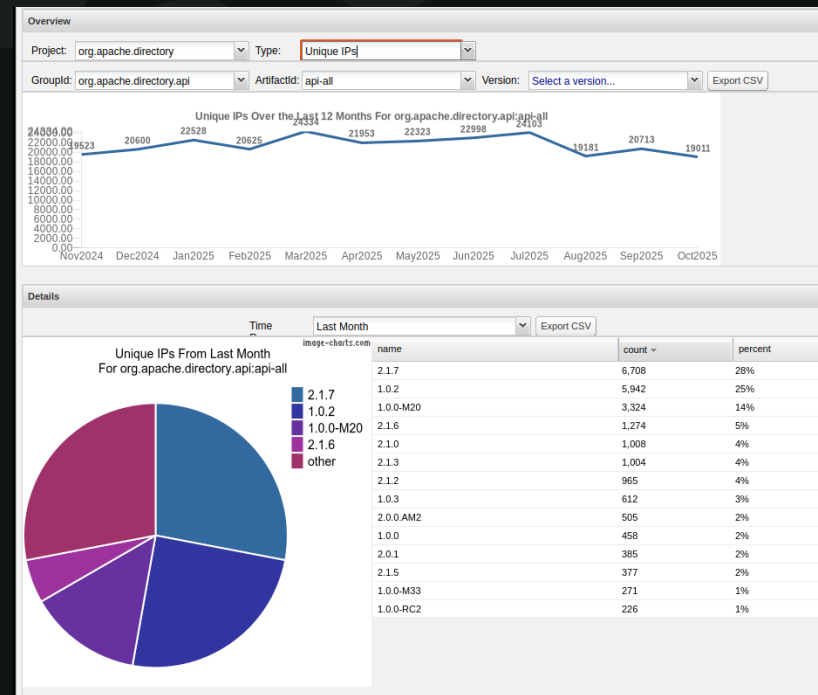 Overview
Project: org.apache.directory Type: Unique IPs
GroupId: org.apache.directory.api ArtifactId: api-all Version: Select a version... Export CSV
Unique IPs Over the Last 12 Months For org.apache.directory.api:api-all
24334.00
24000.00
22000.00
20000.00
18000.00
16000.00
14000.00
12000.00
10000.00
8000.00
6000.00
4000.00
2000.00
0.00
19523 20600 22528 20625 24334 21953 22323 22998 24103 19181 20713 19011
Nov2024 Dec2024 Jan2025 Feb2025 Mar2025 Apr2025 May2025 Jun2025 Jul2025 Aug2025 Sep2025 Oct2025
Details
Time Last Month Export CSV
image-charts.com
Unique IPs From Last Month
For org.apache.directory.api:api-all
2.1.7
1.0.2
1.0.0-M20
2.1.6
other
name count percent
2.1.7 6,708 28%
1.0.2 5,942 25%
1.0.0-M20 3,324 14%
2.1.6 1,274 5%
2.1.0 1,008 4%
2.1.3 1,004 4%
2.1.2 965 4%
1.0.3 612 3%
2.0.0.AM2 505 2%
1.0.0 458 2%
2.0.1 385 2%
2.1.5 377 2%
1.0.0-M33 271 1%
1.0.0-RC2 226 1%